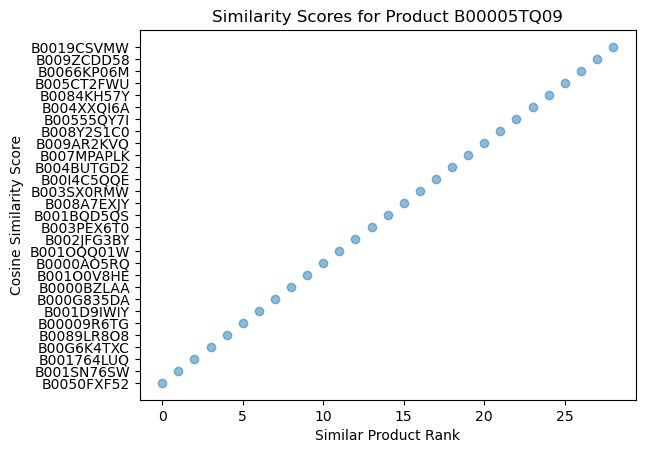 Similarity Scores for Product B00005TQ09
Cosine Similarity Score
B0019CSVMW
B009ZCDD58
B0066KP06M
B005CT2FWU
B0084KH57Y
B004XXQI6A
B00555QY7I
B008Y2S1C0
B009AR2KVQ
B007MPAPLK
B004BUTGD2
B00I4C5QQE
B003SX0RMW
B008A7EXJY
B001BQD5QS
B003PEX6T0
B002JFG3BY
B001OQQ01W
B0000AO5RQ
B001O0V8HE
B0000BZLAA
B000G835DA
B001D9IWIY
B00009R6TG
B0089LR8O8
B00G6K4TXC
B001764LUQ
B001SN76SW
B0050FXF52
0 5 10 15 20 25
Similar Product Rank